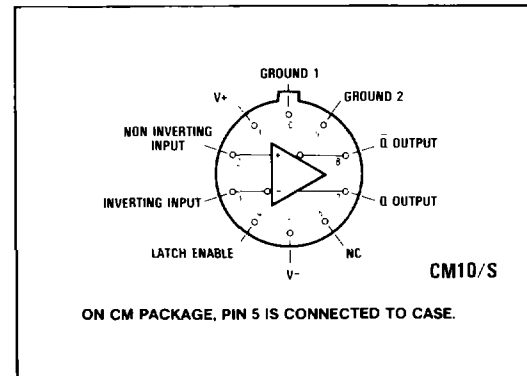 GROUND 1
V+
GROUND 2
NON INVERTING
INPUT
Q̅ OUTPUT
+
8
INVERTING INPUT
-
Q OUTPUT
LATCH ENABLE
NC
V-
CM10/S
ON CM PACKAGE, PIN 5 IS CONNECTED TO CASE.